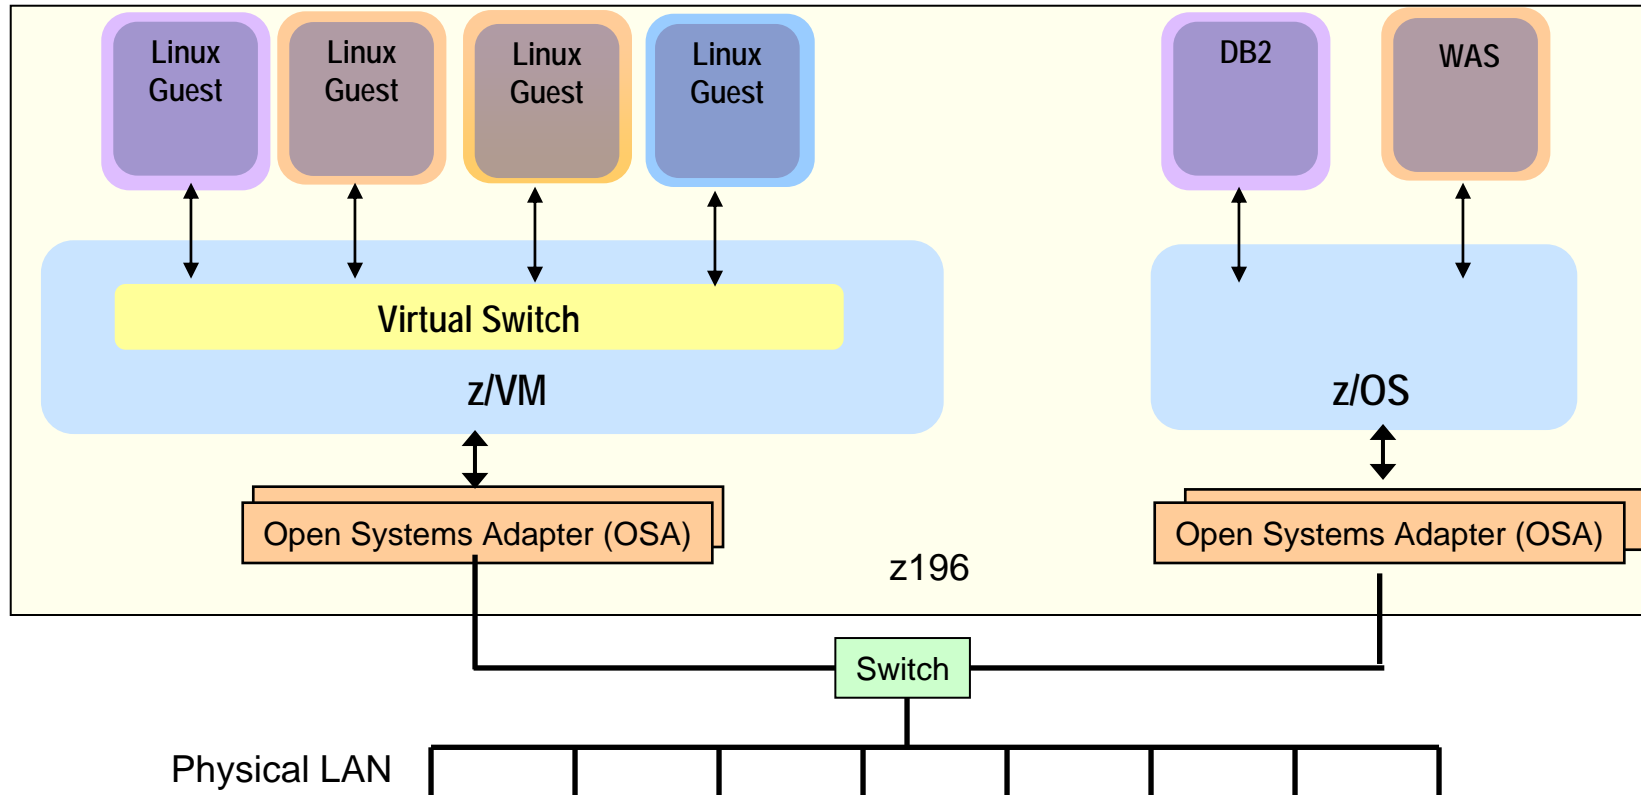 Linux
Guest
Linux
Guest
Linux
Guest
Linux
Guest
DB2
WAS
Virtual Switch
z/VM
z/OS
Open Systems Adapter (OSA)
Open Systems Adapter (OSA)
z196
Switch
Physical LAN